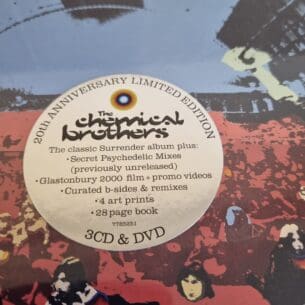 20th ANNIVERSARY LIMITED EDITION
The
chemical
brothers
The classic Surrender album plus:
•Secret Psychedelic Mixes
(previously unreleased)
•Glastonbury 2000 film + promo videos
•Curated b-sides & remixes
•4 art prints
•28 page book
3CD & DVD